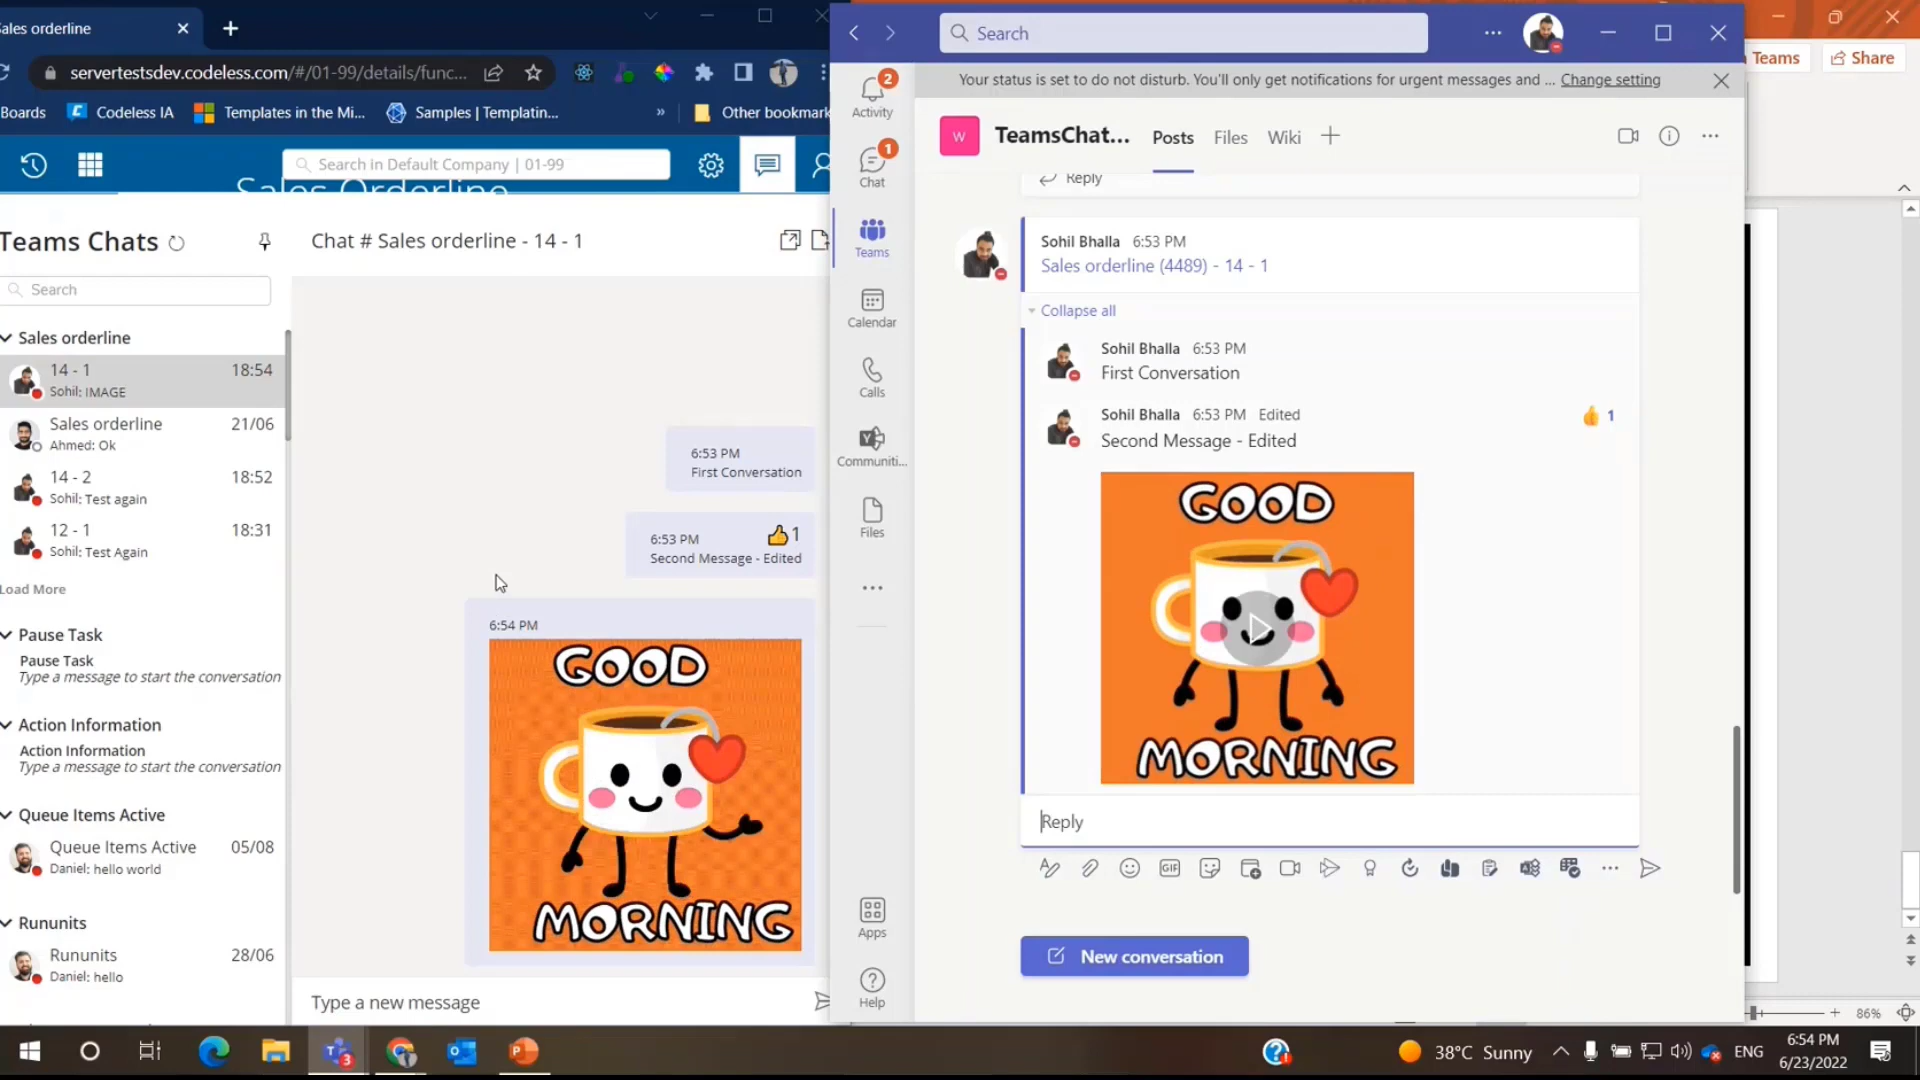 Sales orderline
servertestsdev.codeless.com/#/01-99/details/func...
Boards
Codeless IA
Templates in the Mi...
Samples | Templatin...
»
Other bookmark
Search in Default Company | 01-99
Sales Orderline
Teams Chats
Search
Sales orderline
14 - 1 18:54
Sohil: IMAGE
Sales orderline 21/06
Ahmed: Ok
14 - 2 18:52
Sohil: Test again
12 - 1 18:31
Sohil: Test Again
Load More
Pause Task
Pause Task
Type a message to start the conversation
Action Information
Action Information
Type a message to start the conversation
Queue Items Active
Queue Items Active 05/08
Daniel: hello world
Rununits
Rununits 28/06
Daniel: hello
Chat # Sales orderline - 14 - 1
6:53 PM
First Conversation
6:53 PM 👍1
Second Message - Edited
6:54 PM
GOOD
MORNING
Type a new message
Search
Your status is set to do not disturb. You'll only get notifications for urgent messages and ... Change setting
2
Activity
1
Chat
Teams
Calendar
Calls
Communiti...
Files
Apps
Help
W
TeamsChat...
Posts
Files
Wiki
Reply
Sohil Bhalla 6:53 PM
Sales orderline (4489) - 14 - 1
Collapse all
Sohil Bhalla 6:53 PM
First Conversation
Sohil Bhalla 6:53 PM Edited 👍 1
Second Message - Edited
GOOD
MORNING
Reply
GIF
New conversation
Teams
Share
86%
3
38°C Sunny
ENG
6:54 PM
6/23/2022